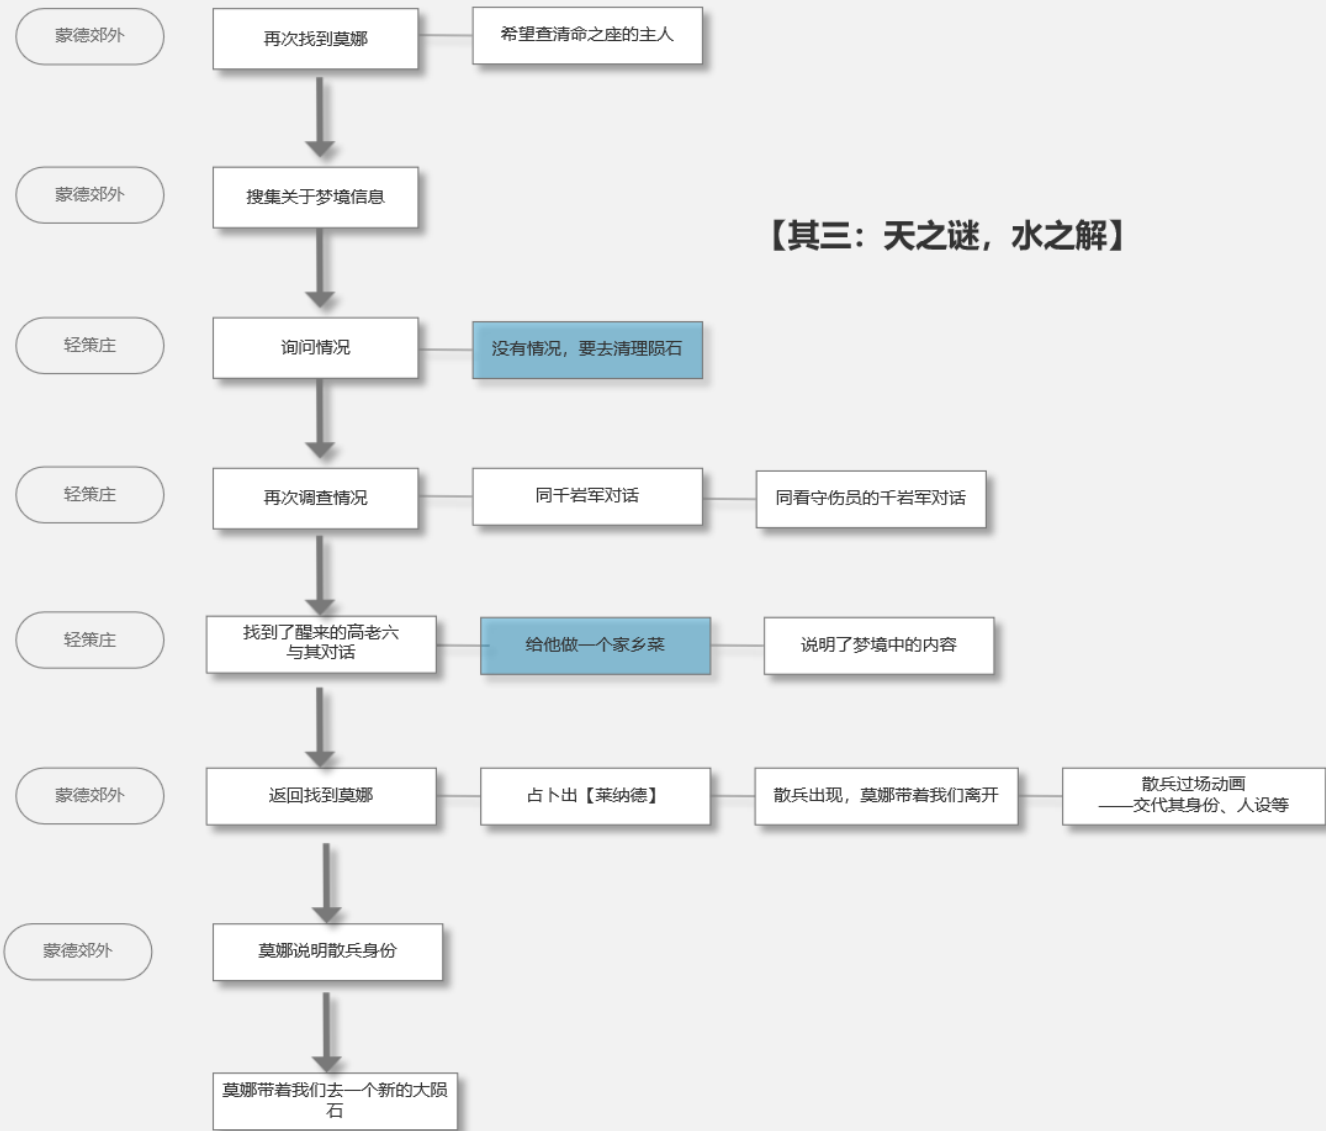 蒙德郊外
再次找到莫娜
希望查清命之座的主人
蒙德郊外
搜集关于梦境信息
【其三：天之谜，水之解】
轻策庄
询问情况
没有情况，要去清理陨石
轻策庄
再次调查情况
同千岩军对话
同看守伤员的千岩军对话
轻策庄
找到了醒来的高老六
与其对话
给他做一个家乡菜
说明了梦境中的内容
蒙德郊外
返回找到莫娜
占卜出【莱纳德】
散兵出现，莫娜带着我们离开
散兵过场动画
——交代其身份、人设等
蒙德郊外
莫娜说明散兵身份
莫娜带着我们去一个新的大陨
石